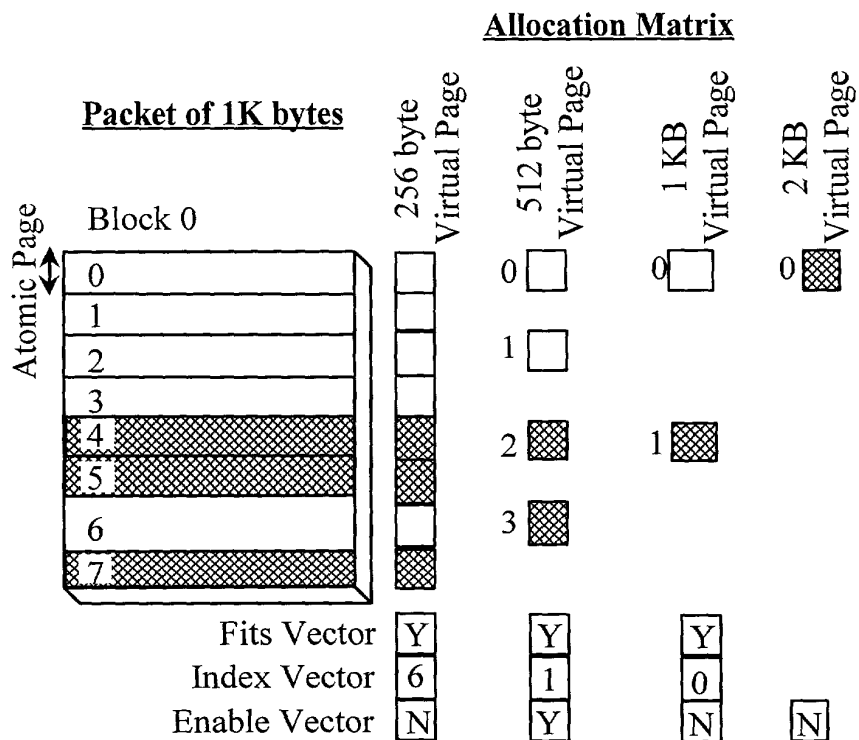 Allocation Matrix
Packet of 1K bytes
256 byte
Virtual Page
512 byte
Virtual Page
1 KB
Virtual Page
2 KB
Virtual Page
Block 0
Atomic Page
0
1
2
3
4
5
6
7
0
1
2
3
0
1
0
Fits Vector Y Y Y
Index Vector 6 1 0
Enable Vector N Y N N